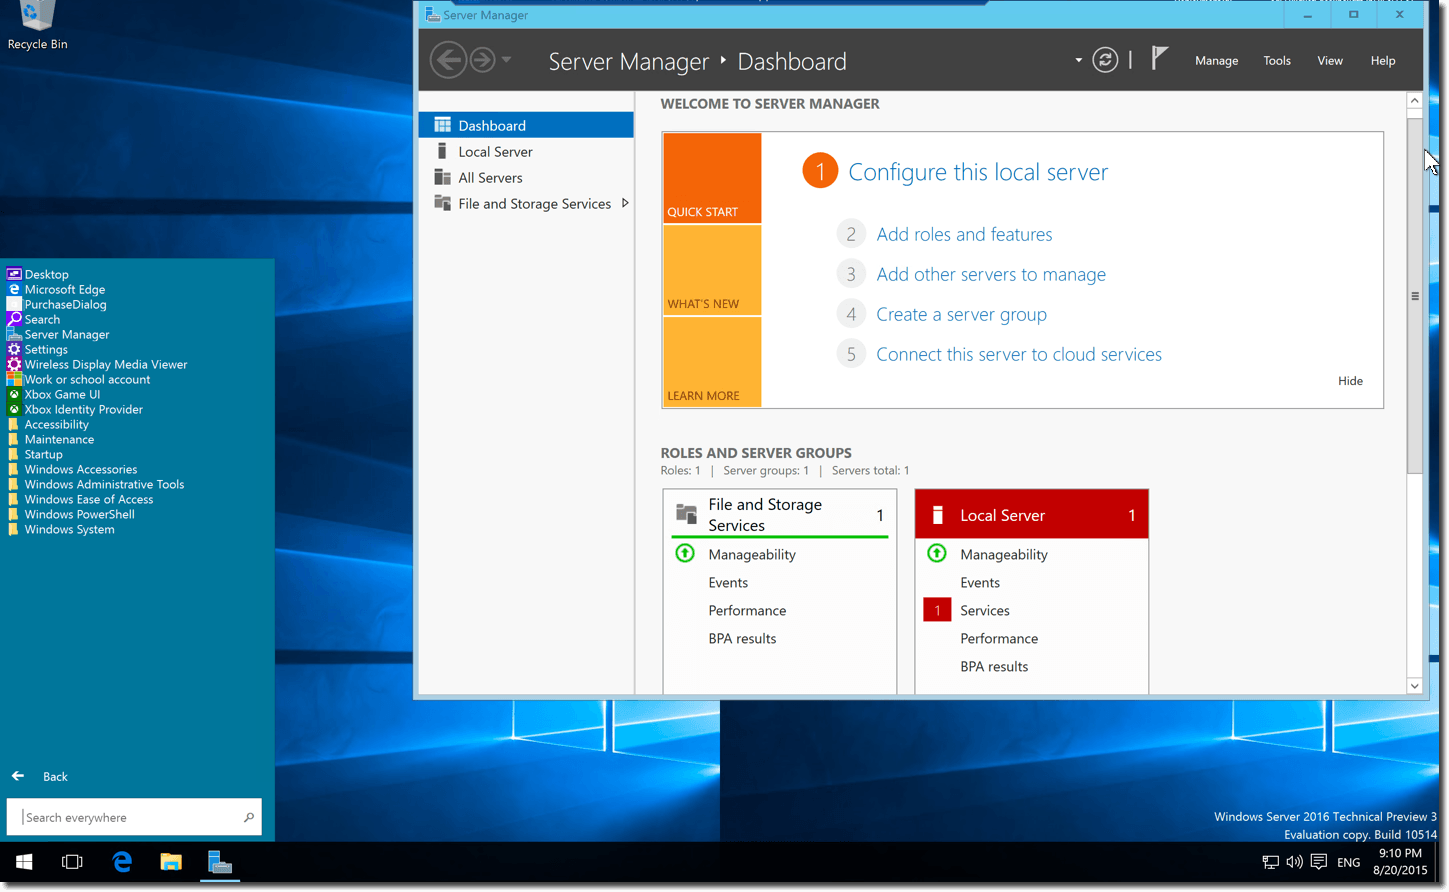 Recycle Bin
Server Manager
Server Manager Dashboard
Manage Tools View Help
Dashboard
Local Server
All Servers
File and Storage Services
WELCOME TO SERVER MANAGER
QUICK START
WHAT'S NEW
LEARN MORE
1 Configure this local server
2 Add roles and features
3 Add other servers to manage
4 Create a server group
5 Connect this server to cloud services
Hide
ROLES AND SERVER GROUPS
Roles: 1 | Server groups: 1 | Servers total: 1
File and Storage
Services
1
Manageability
Events
Performance
BPA results
Local Server 1
Manageability
Events
1 Services
Performance
BPA results
Desktop
Microsoft Edge
PurchaseDialog
Search
Server Manager
Settings
Wireless Display Media Viewer
Work or school account
Xbox Game UI
Xbox Identity Provider
Accessibility
Maintenance
Startup
Windows Accessories
Windows Administrative Tools
Windows Ease of Access
Windows PowerShell
Windows System
Back
Search everywhere
Windows Server 2016 Technical Preview 3
Evaluation copy. Build 10514
ENG
9:10 PM
8/20/2015